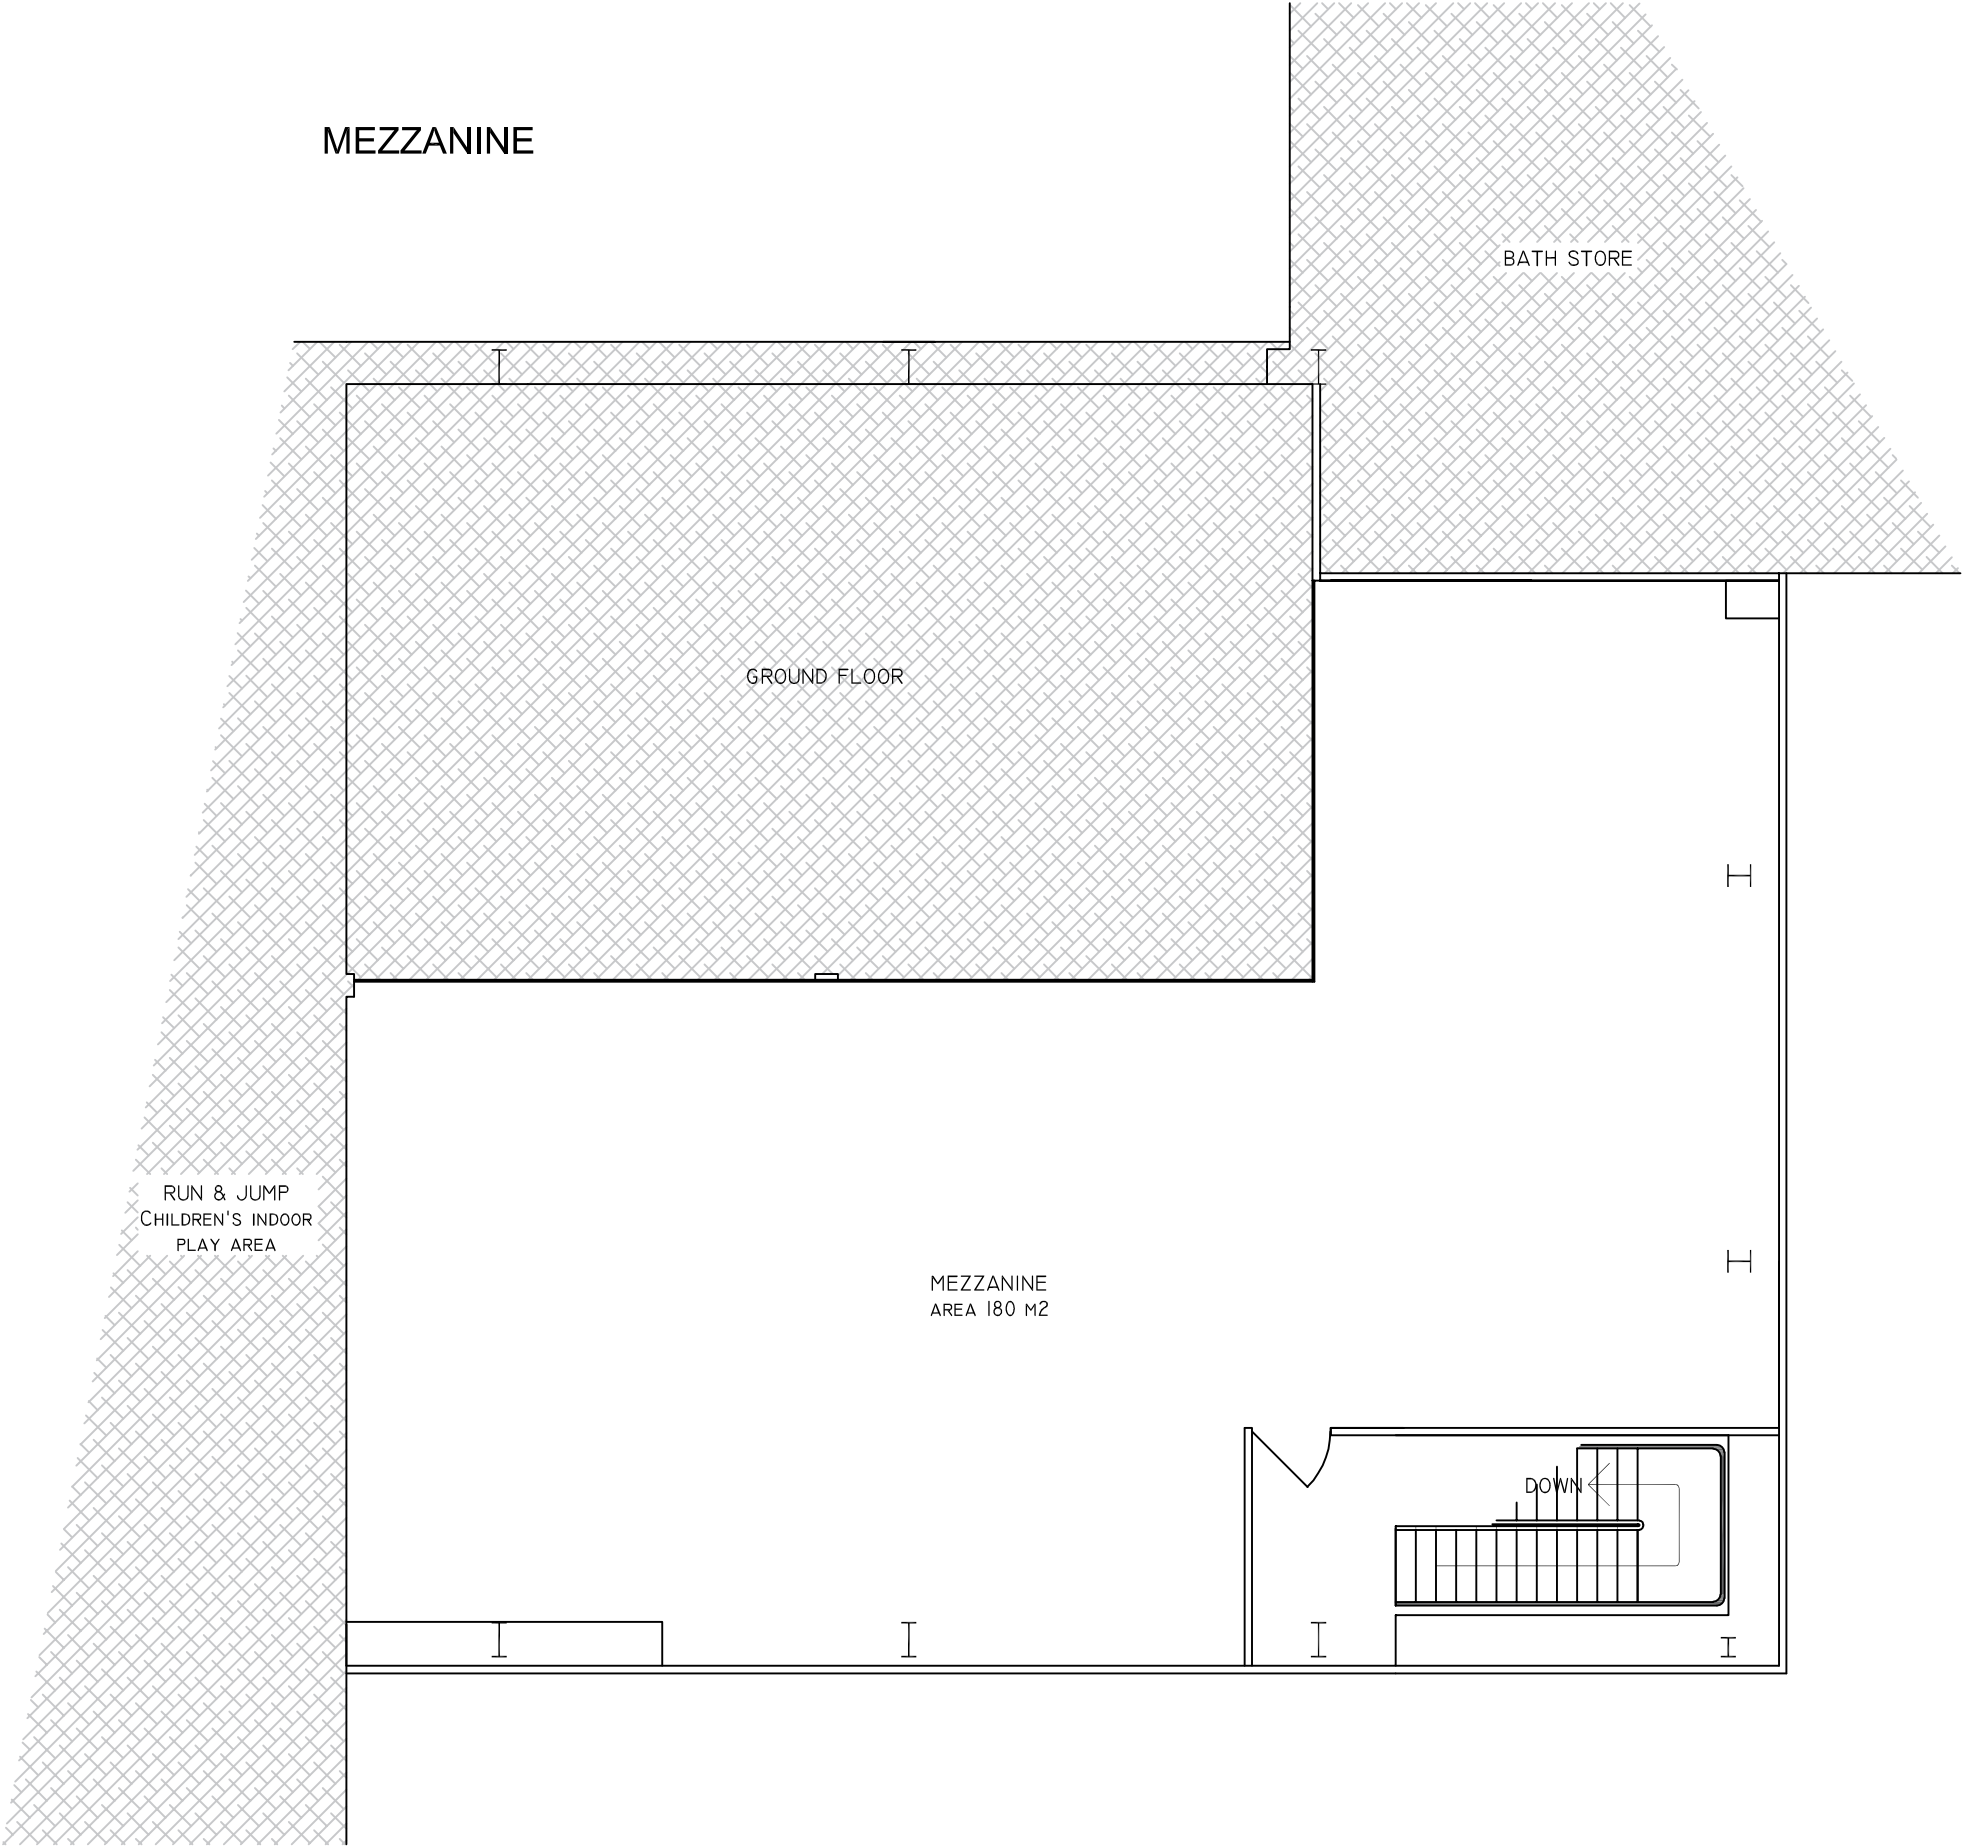 MEZZANINE
BATH STORE
GROUND FLOOR
RUN & JUMP
CHILDREN'S INDOOR
PLAY AREA
MEZZANINE
AREA 180 M2
DOWN